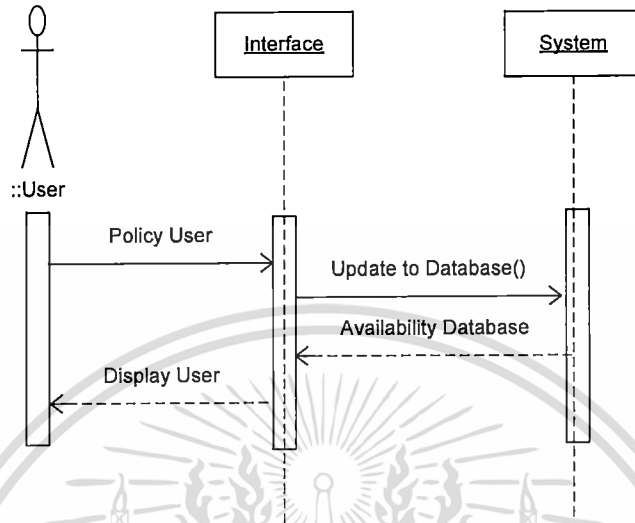 Interface
System
::User
Policy User
Update to Database()
Availability Database
Display User